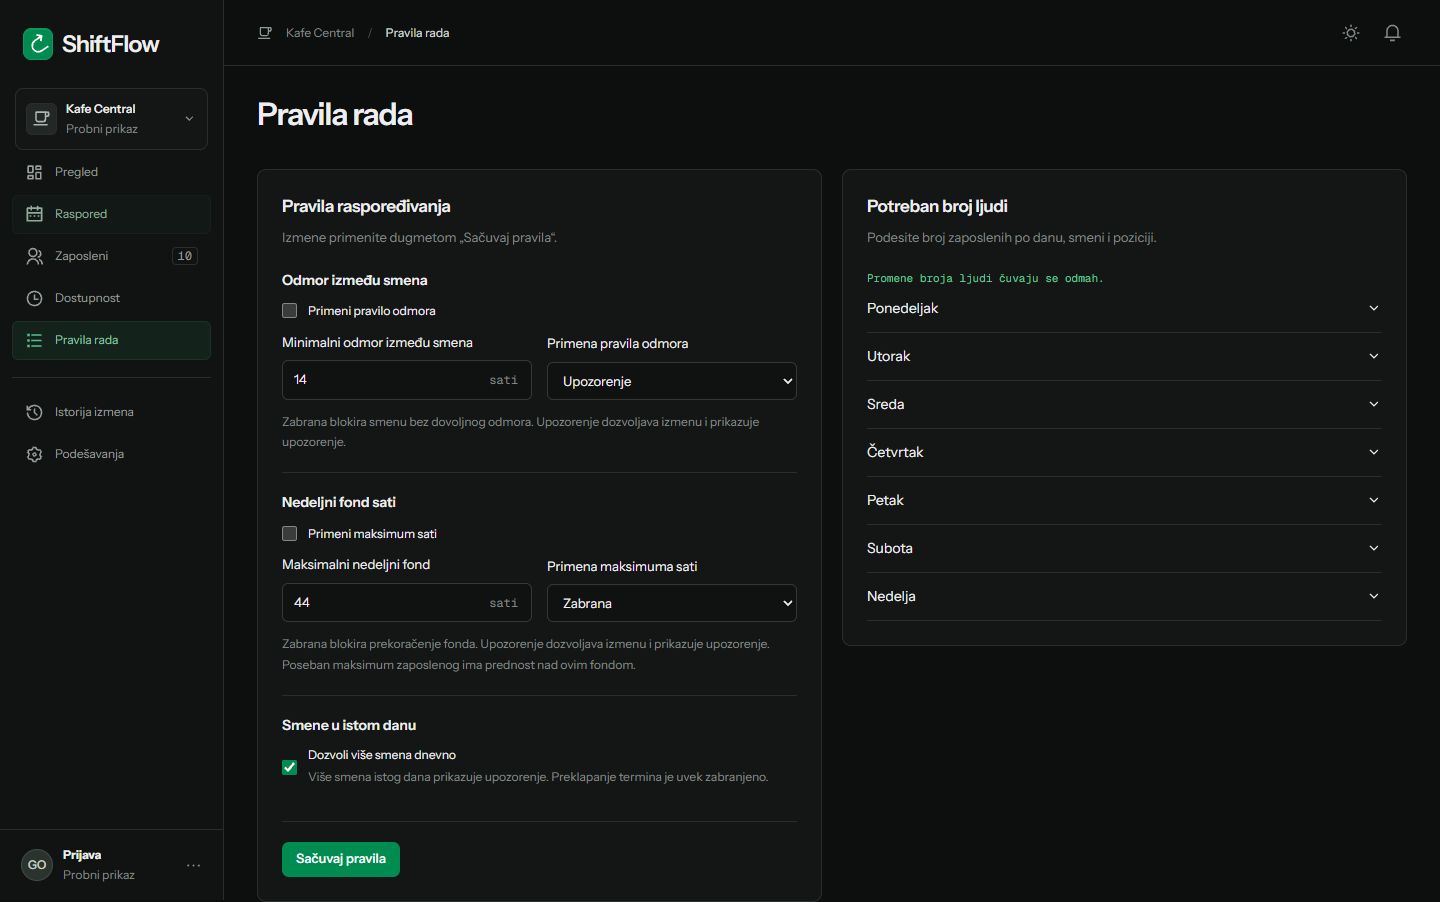 ShiftFlow
Kafe Central
Probni prikaz
Pregled
Raspored
Zaposleni 10
Dostupnost
Pravila rada
Istorija izmena
Podešavanja
GO
Prijava
Probni prikaz
Kafe Central / Pravila rada
Pravila rada
Pravila raspoređivanja
Izmene primenite dugmetom „Sačuvaj pravila“.
Odmor između smena
Primeni pravilo odmora
Minimalni odmor između smena
14 sati
Primena pravila odmora
Upozorenje
Zabrana blokira smenu bez dovoljnog odmora. Upozorenje dozvoljava izmenu i prikazuje
upozorenje.
Nedeljni fond sati
Primeni maksimum sati
Maksimalni nedeljni fond
44 sati
Primena maksimuma sati
Zabrana
Zabrana blokira prekoračenje fonda. Upozorenje dozvoljava izmenu i prikazuje upozorenje.
Poseban maksimum zaposlenog ima prednost nad ovim fondom.
Smene u istom danu
Dozvoli više smena dnevno
Više smena istog dana prikazuje upozorenje. Preklapanje termina je uvek zabranjeno.
Sačuvaj pravila
Potreban broj ljudi
Podesite broj zaposlenih po danu, smeni i poziciji.
Promene broja ljudi čuvaju se odmah.
Ponedeljak
Utorak
Sreda
Četvrtak
Petak
Subota
Nedelja